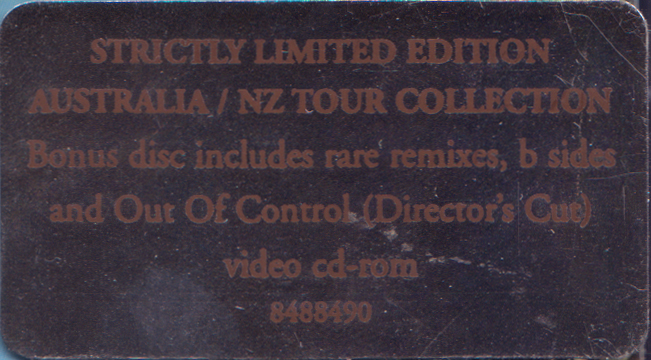 STRICTLY LIMITED EDITION
AUSTRALIA / NZ TOUR COLLECTION
Bonus disc includes rare remixes, b sides
and Out Of Control (Director's Cut)
video cd-rom
8488490